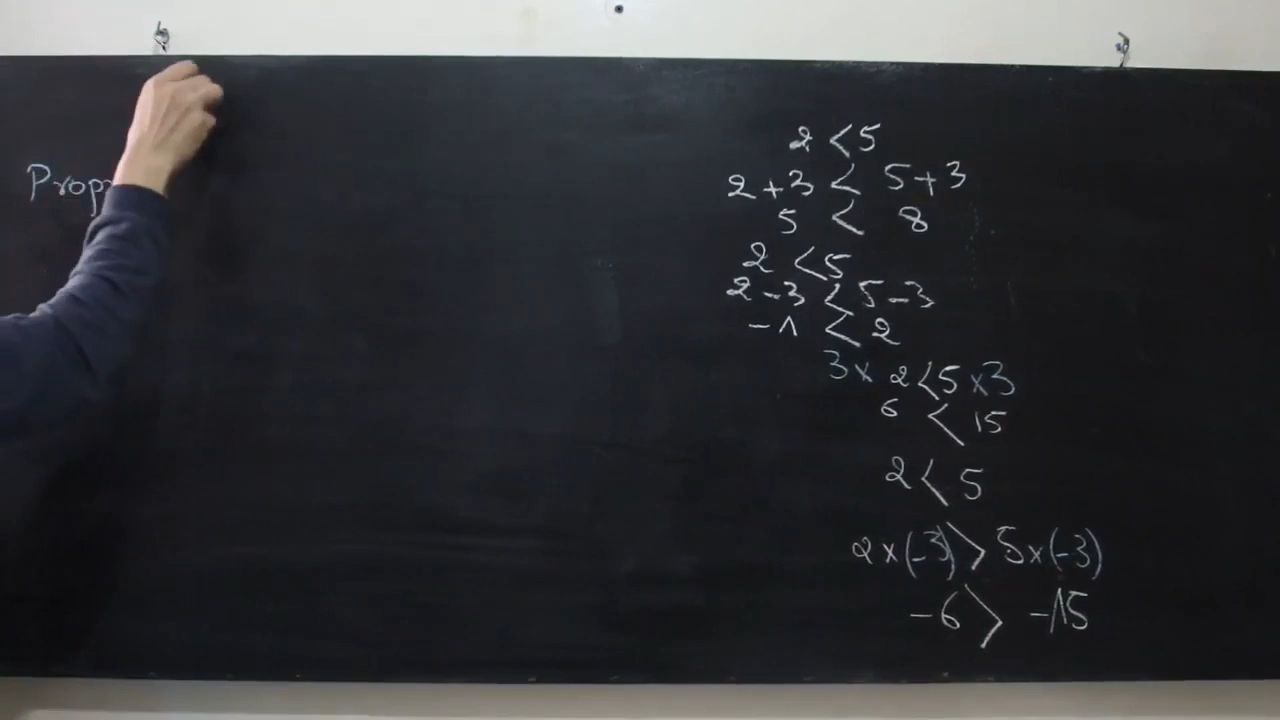 Prop
2 < 5
2 + 3 < 5 + 3
5 < 8
2 < 5
2 - 3 < 5 - 3
-1 < 2
3 x 2 < 5 x 3
6 < 15
2 < 5
2 x (-3) > 5 x (-3)
-6 > -15